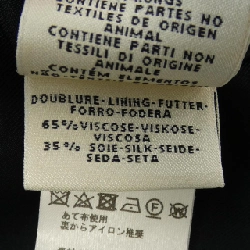 CONTIENE PARTES NO
TEXTILES DE ORIGEN
ANIMAL
CONTIENE PARTI NON
TESSILI DI ORIGINE
ANIMALE
CONTÉM ELEMENTOS
DOUBLURE-LINING-FUTTER-
FORRO-FODERA
65%VISCOSE-VISKOSE-
VISCOSA
35% SOIE-SILK-SEIDE-
SEDA-SETA
あて布使用
裏からアイロン推奨